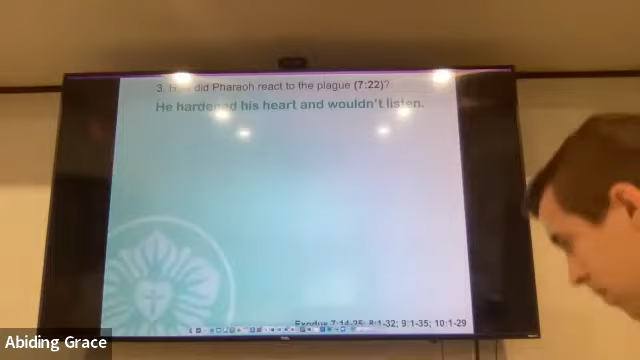 3. How did Pharaoh react to the plague (7:22)?
He hardened his heart and wouldn't listen.
Exodus 7:14-25; 8:1-32; 9:1-35; 10:1-29
Abiding Grace